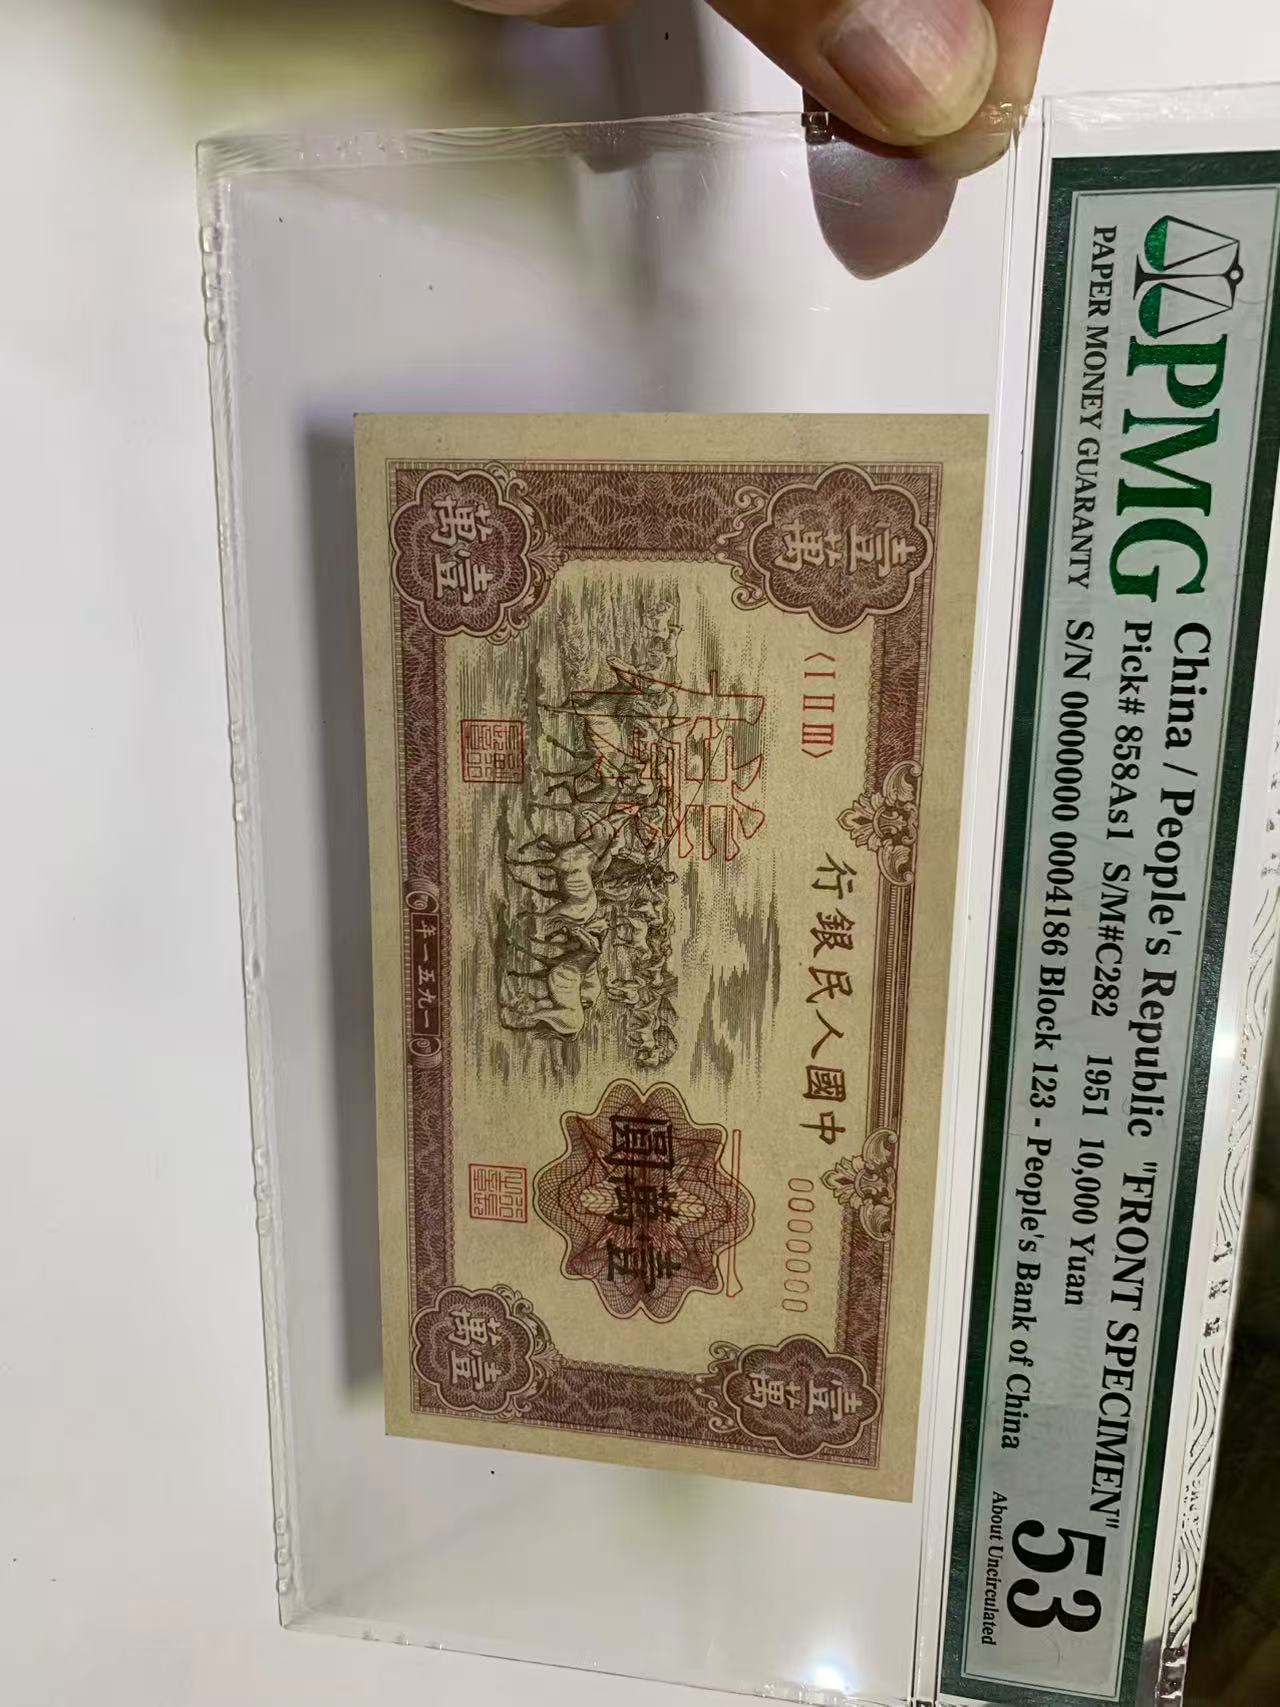 PMG
PAPER MONEY GUARANTY
China / People's Republic "FRONT SPECIMEN"
Pick# 858As1 S/M#C282 1951 10,000 Yuan
S/N 0000000 0004186 Block 123 - People's Bank of China
53
About Uncirculated
行銀民人國中
〈I II III〉
0000000
壹萬
壹萬
票樣
圓萬壹
壹萬
壹萬
年一五九一